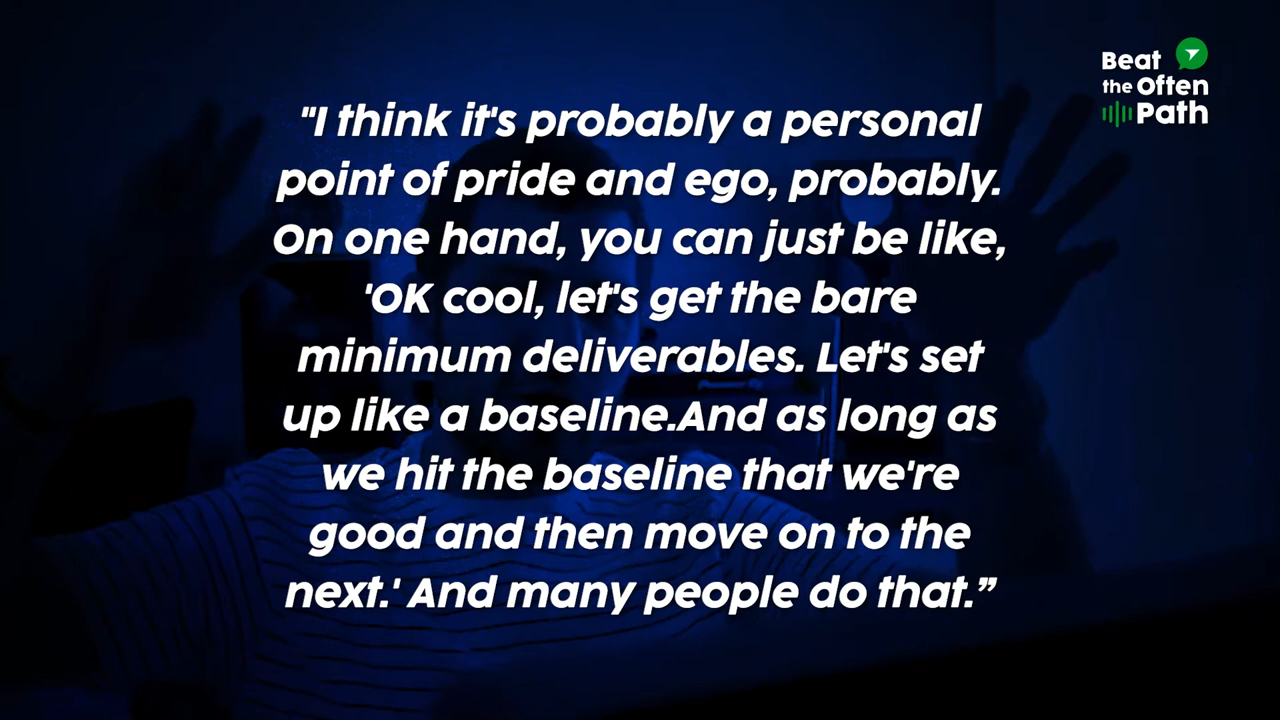 Beat
the Often
Path
"I think it's probably a personal
point of pride and ego, probably.
On one hand, you can just be like,
'OK cool, let's get the bare
minimum deliverables. Let's set
up like a baseline.And as long as
we hit the baseline that we're
good and then move on to the
next.' And many people do that.”